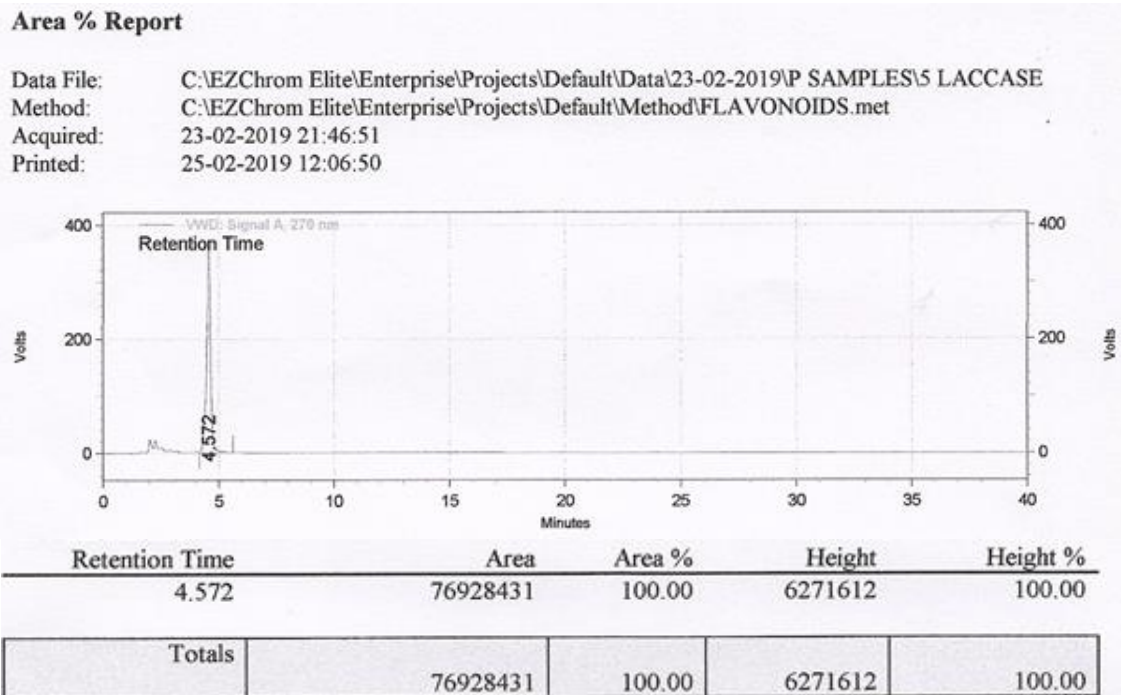 Area % Report
Data File: C:\EZChrom Elite\Enterprise\Projects\Default\Data\23-02-2019\P SAMPLES\5 LACCASE
Method: C:\EZChrom Elite\Enterprise\Projects\Default\Method\FLAVONOIDS.met
Acquired: 23-02-2019 21:46:51
Printed: 25-02-2019 12:06:50
400 VWD: Signal A, 270 nm 400
Retention Time
Volts 200 200 Volts
4.572
0 0
0 5 10 15 20 25 30 35 40
Minutes
Retention Time Area Area % Height Height %
4.572 76928431 100.00 6271612 100.00
Totals
76928431 100.00 6271612 100.00